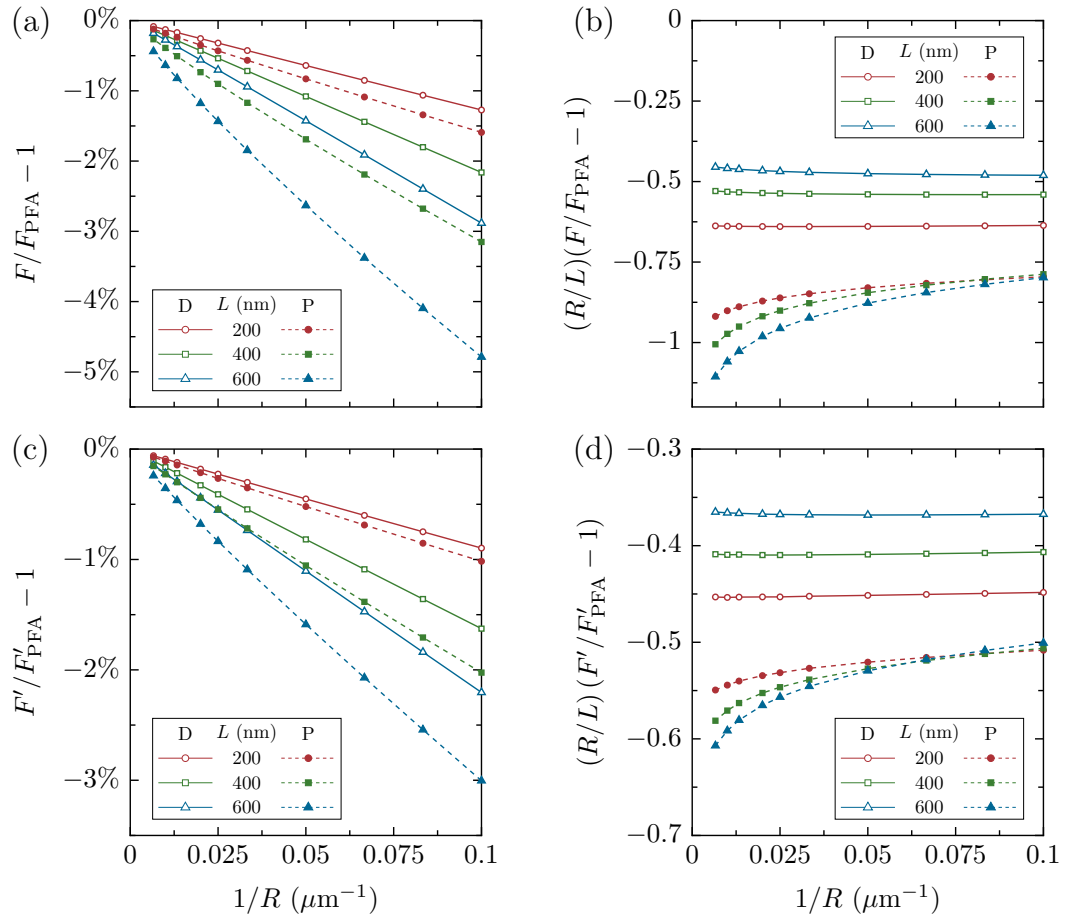 (a)
0%
−1%
−2%
−3%
−4%
−5%
F/F_PFA − 1
D L (nm) P
200
400
600
(b)
0
−0.25
−0.5
−0.75
−1
(R/L)(F/F_PFA − 1)
D L (nm) P
200
400
600
(c)
0%
−1%
−2%
−3%
F′/F′_PFA − 1
D L (nm) P
200
400
600
0 0.025 0.05 0.075 0.1
1/R (μm⁻¹)
(d)
−0.3
−0.4
−0.5
−0.6
−0.7
(R/L)(F′/F′_PFA − 1)
D L (nm) P
200
400
600
0 0.025 0.05 0.075 0.1
1/R (μm⁻¹)